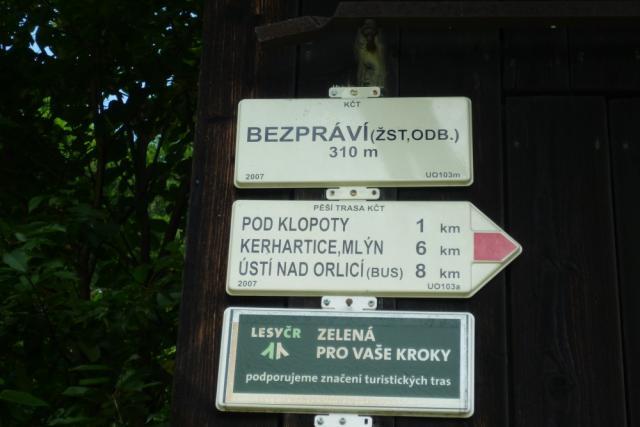 KČT
BEZPRÁVÍ(ŽST,ODB.)
310 m
2007 UO103m
PĚŠÍ TRASA KČT
POD KLOPOTY 1 km
KERHARTICE,MLÝN 6 km
ÚSTÍ NAD ORLICÍ(BUS) 8 km
2007 UO103a
LESYČR ZELENÁ
PRO VAŠE KROKY
podporujeme značení turistických tras